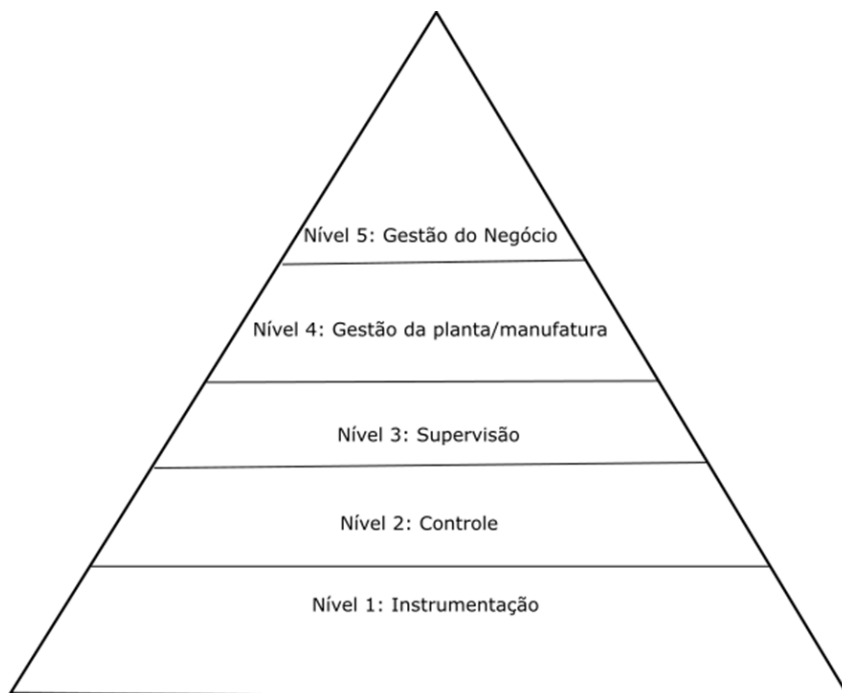 Nível 5: Gestão do Negócio
Nível 4: Gestão da planta/manufatura
Nível 3: Supervisão
Nível 2: Controle
Nível 1: Instrumentação